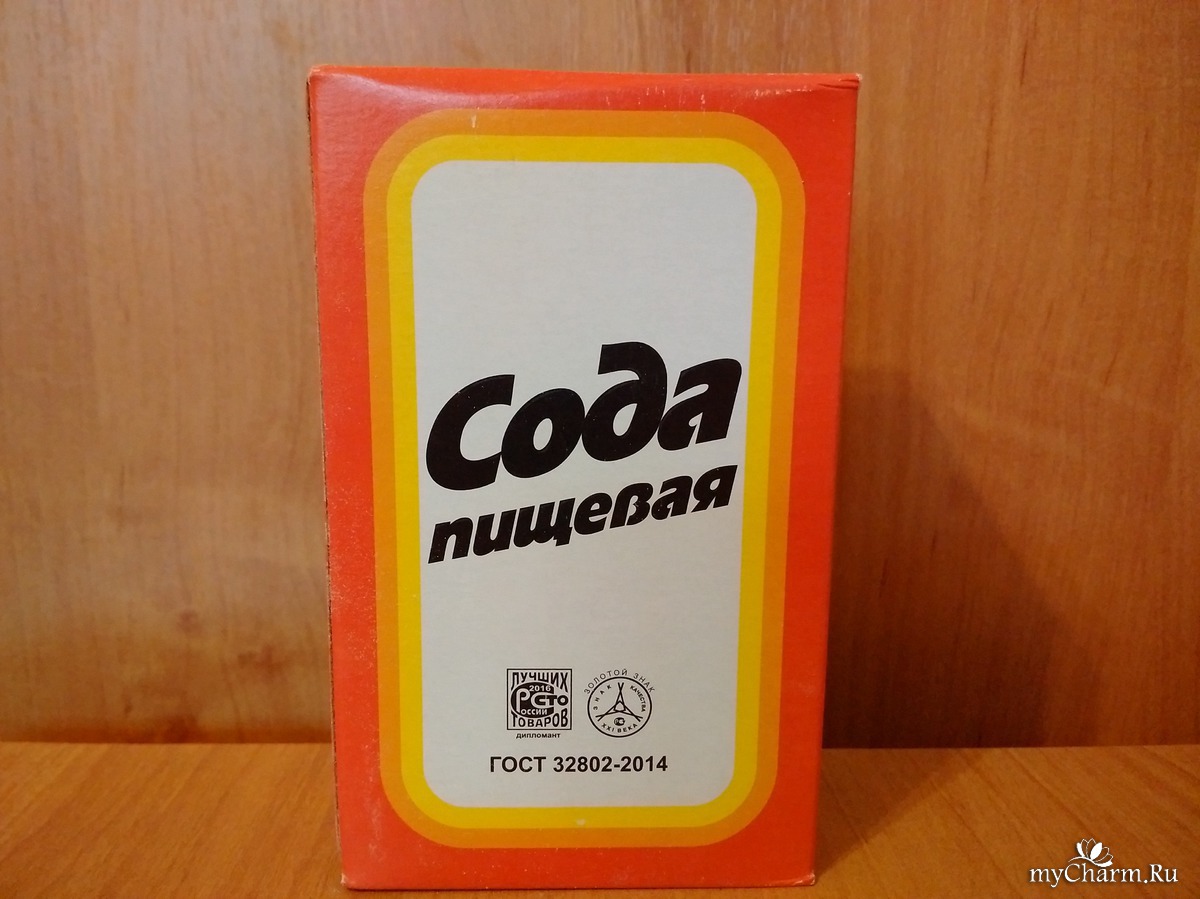 Сода
пищевая
ЛУЧШИХ
2016
СТО
РОССИИ
ТОВАРОВ
дипломант
ЗОЛОТОЙ ЗНАК
ЗНАК КАЧЕСТВА
XXI ВЕКА
ГОСТ 32802-2014
myCharm.Ru